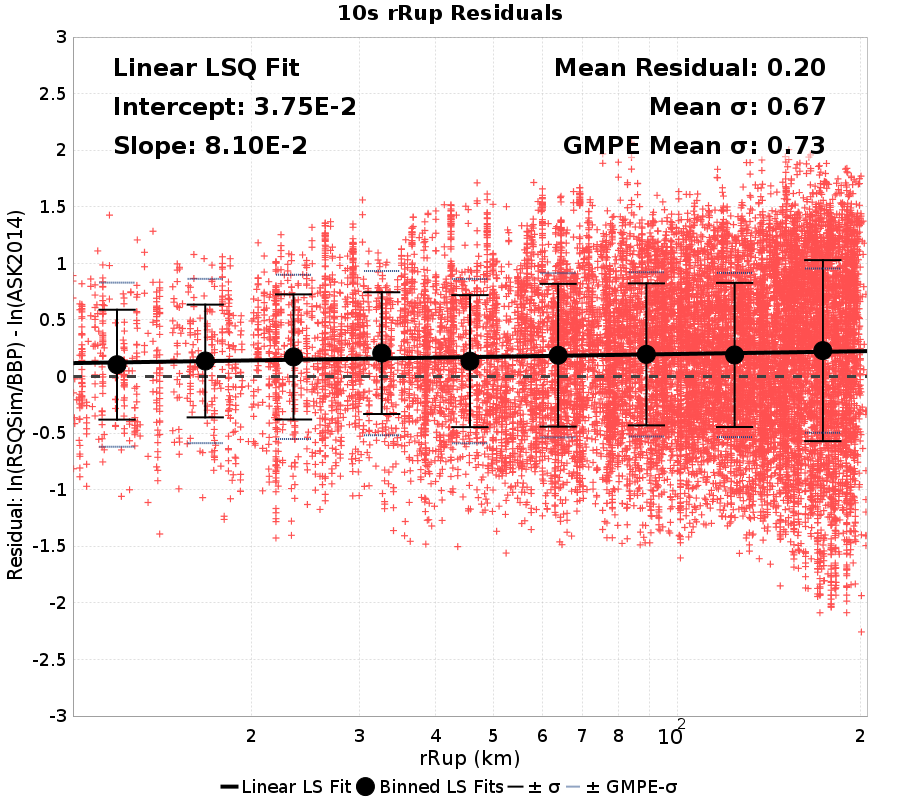 10s rRup Residuals
Linear LSQ Fit
Intercept: 3.75E-2
Slope: 8.10E-2
Mean Residual: 0.20
Mean σ: 0.67
GMPE Mean σ: 0.73
Residual: ln(RSQSim/BBP) - ln(ASK2014)
3
2.5
2
1.5
1
0.5
0
-0.5
-1
-1.5
-2
-2.5
-3
2 3 4 5 6 7 8 10² 2
rRup (km)
Linear LS Fit Binned LS Fits ± σ ± GMPE-σ